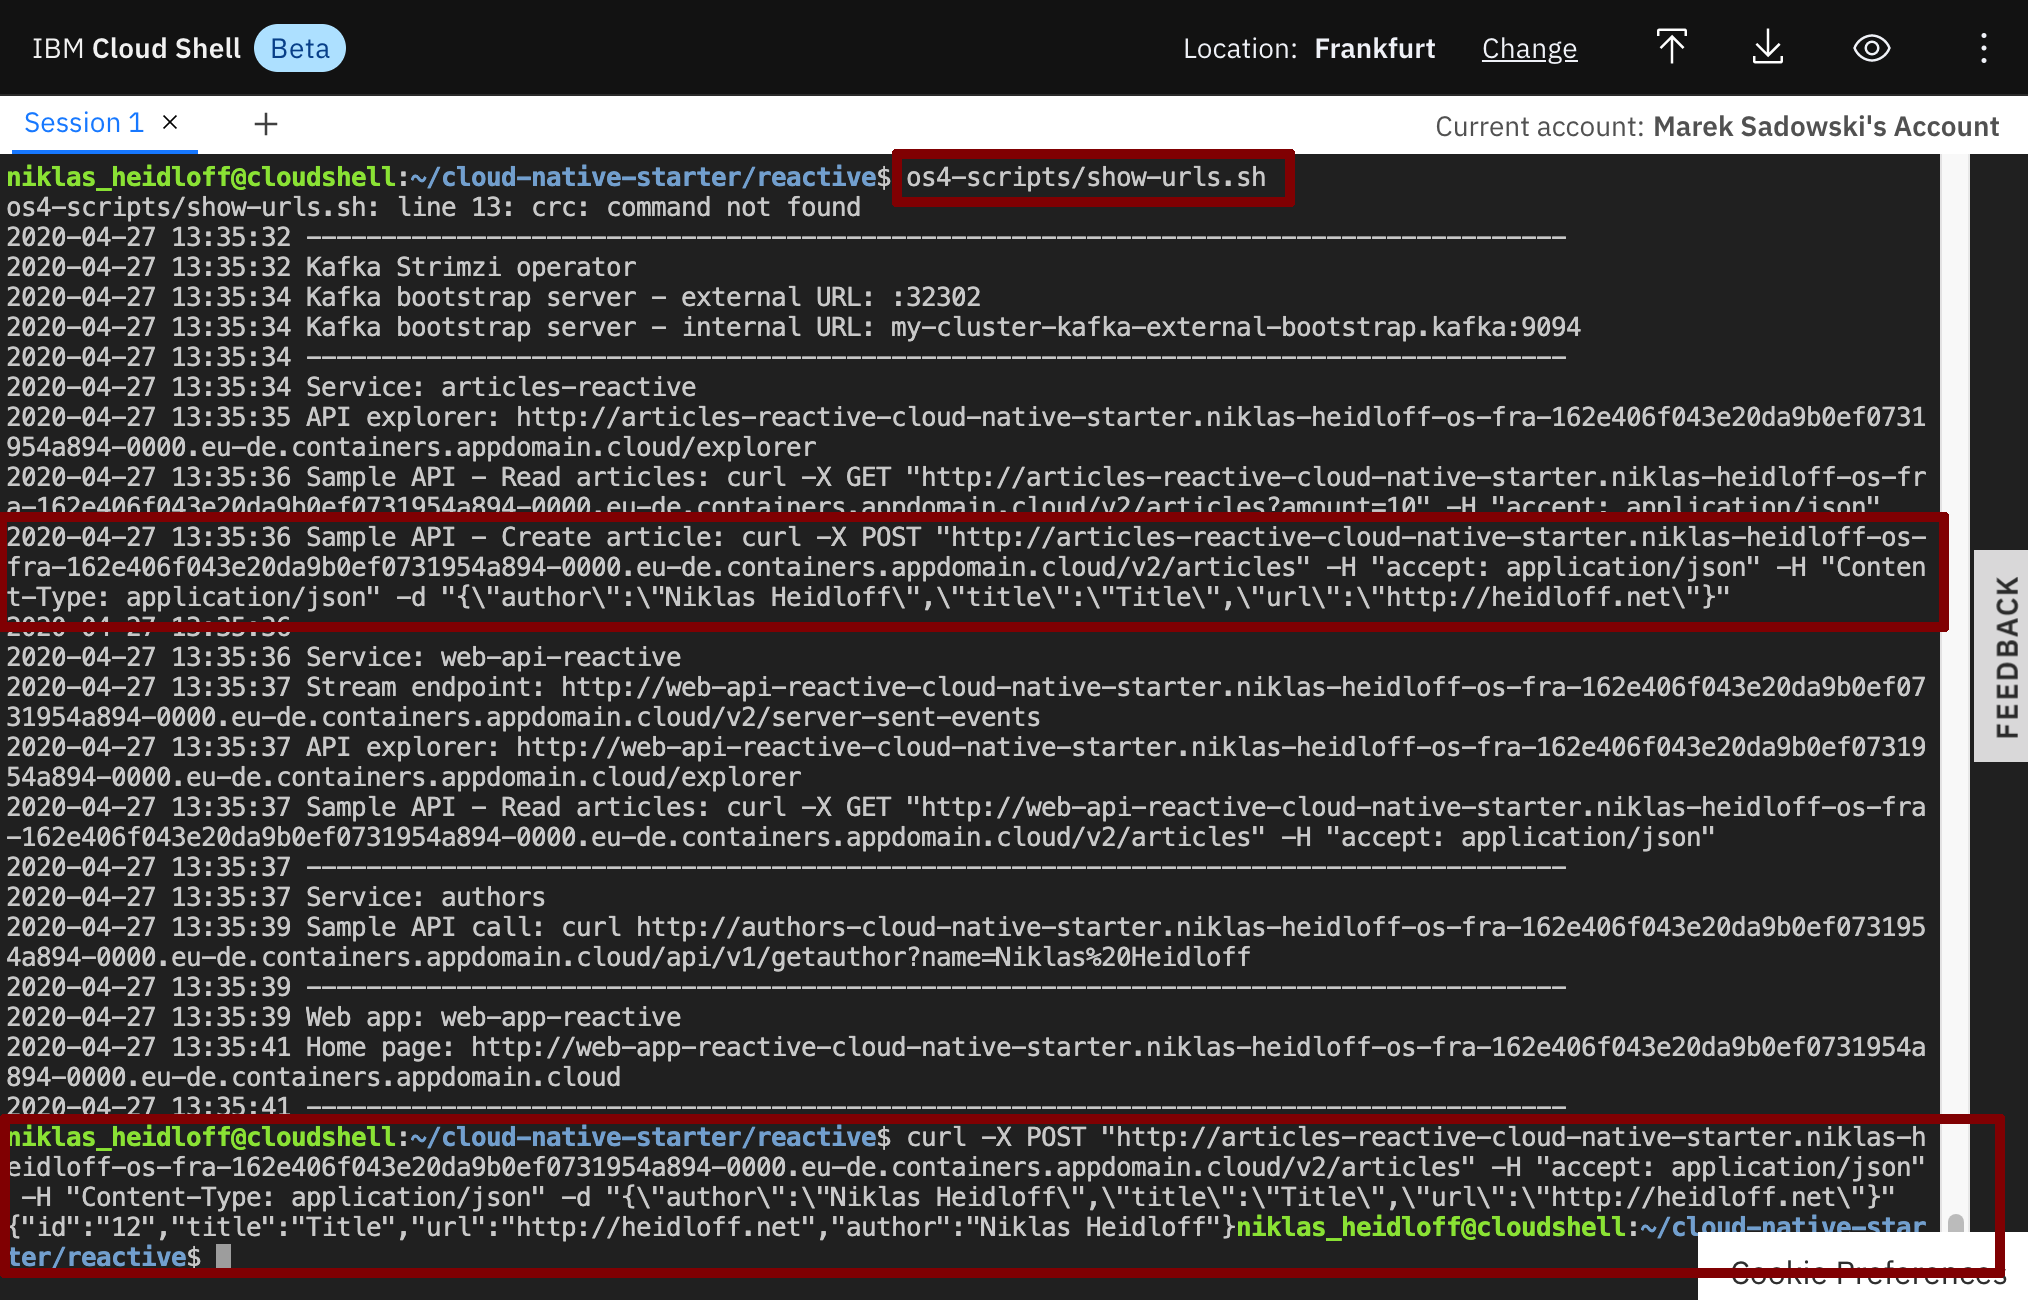 IBM Cloud Shell Beta
Location: Frankfurt Change
Session 1 × +
Current account: Marek Sadowski's Account
niklas_heidloff@cloudshell:~/cloud-native-starter/reactive$ os4-scripts/show-urls.sh
os4-scripts/show-urls.sh: line 13: crc: command not found
2020-04-27 13:35:32 ------------------------------------------------------------------------------------
2020-04-27 13:35:32 Kafka Strimzi operator
2020-04-27 13:35:34 Kafka bootstrap server - external URL: :32302
2020-04-27 13:35:34 Kafka bootstrap server - internal URL: my-cluster-kafka-external-bootstrap.kafka:9094
2020-04-27 13:35:34 ------------------------------------------------------------------------------------
2020-04-27 13:35:34 Service: articles-reactive
2020-04-27 13:35:35 API explorer: http://articles-reactive-cloud-native-starter.niklas-heidloff-os-fra-162e406f043e20da9b0ef0731
954a894-0000.eu-de.containers.appdomain.cloud/explorer
2020-04-27 13:35:36 Sample API - Read articles: curl -X GET "http://articles-reactive-cloud-native-starter.niklas-heidloff-os-fr
a-162e406f043e20da9b0ef0731954a894-0000.eu-de.containers.appdomain.cloud/v2/articles?amount=10" -H "accept: application/json"
2020-04-27 13:35:36 Sample API - Create article: curl -X POST "http://articles-reactive-cloud-native-starter.niklas-heidloff-os-
fra-162e406f043e20da9b0ef0731954a894-0000.eu-de.containers.appdomain.cloud/v2/articles" -H "accept: application/json" -H "Conten
t-Type: application/json" -d "{\"author\":\"Niklas Heidloff\",\"title\":\"Title\",\"url\":\"http://heidloff.net\"}"
2020-04-27 13:35:36
2020-04-27 13:35:36 Service: web-api-reactive
2020-04-27 13:35:37 Stream endpoint: http://web-api-reactive-cloud-native-starter.niklas-heidloff-os-fra-162e406f043e20da9b0ef07
31954a894-0000.eu-de.containers.appdomain.cloud/v2/server-sent-events
2020-04-27 13:35:37 API explorer: http://web-api-reactive-cloud-native-starter.niklas-heidloff-os-fra-162e406f043e20da9b0ef07319
54a894-0000.eu-de.containers.appdomain.cloud/explorer
2020-04-27 13:35:37 Sample API - Read articles: curl -X GET "http://web-api-reactive-cloud-native-starter.niklas-heidloff-os-fra
-162e406f043e20da9b0ef0731954a894-0000.eu-de.containers.appdomain.cloud/v2/articles" -H "accept: application/json"
2020-04-27 13:35:37 ------------------------------------------------------------------------------------
2020-04-27 13:35:37 Service: authors
2020-04-27 13:35:39 Sample API call: curl http://authors-cloud-native-starter.niklas-heidloff-os-fra-162e406f043e20da9b0ef073195
4a894-0000.eu-de.containers.appdomain.cloud/api/v1/getauthor?name=Niklas%20Heidloff
2020-04-27 13:35:39 ------------------------------------------------------------------------------------
2020-04-27 13:35:39 Web app: web-app-reactive
2020-04-27 13:35:41 Home page: http://web-app-reactive-cloud-native-starter.niklas-heidloff-os-fra-162e406f043e20da9b0ef0731954a
894-0000.eu-de.containers.appdomain.cloud
2020-04-27 13:35:41 ------------------------------------------------------------------------------------
niklas_heidloff@cloudshell:~/cloud-native-starter/reactive$ curl -X POST "http://articles-reactive-cloud-native-starter.niklas-h
eidloff-os-fra-162e406f043e20da9b0ef0731954a894-0000.eu-de.containers.appdomain.cloud/v2/articles" -H "accept: application/json"
 -H "Content-Type: application/json" -d "{\"author\":\"Niklas Heidloff\",\"title\":\"Title\",\"url\":\"http://heidloff.net\"}"
{"id":"12","title":"Title","url":"http://heidloff.net","author":"Niklas Heidloff"}niklas_heidloff@cloudshell:~/cloud-native-star
ter/reactive$
FEEDBACK
Cookie Preferences